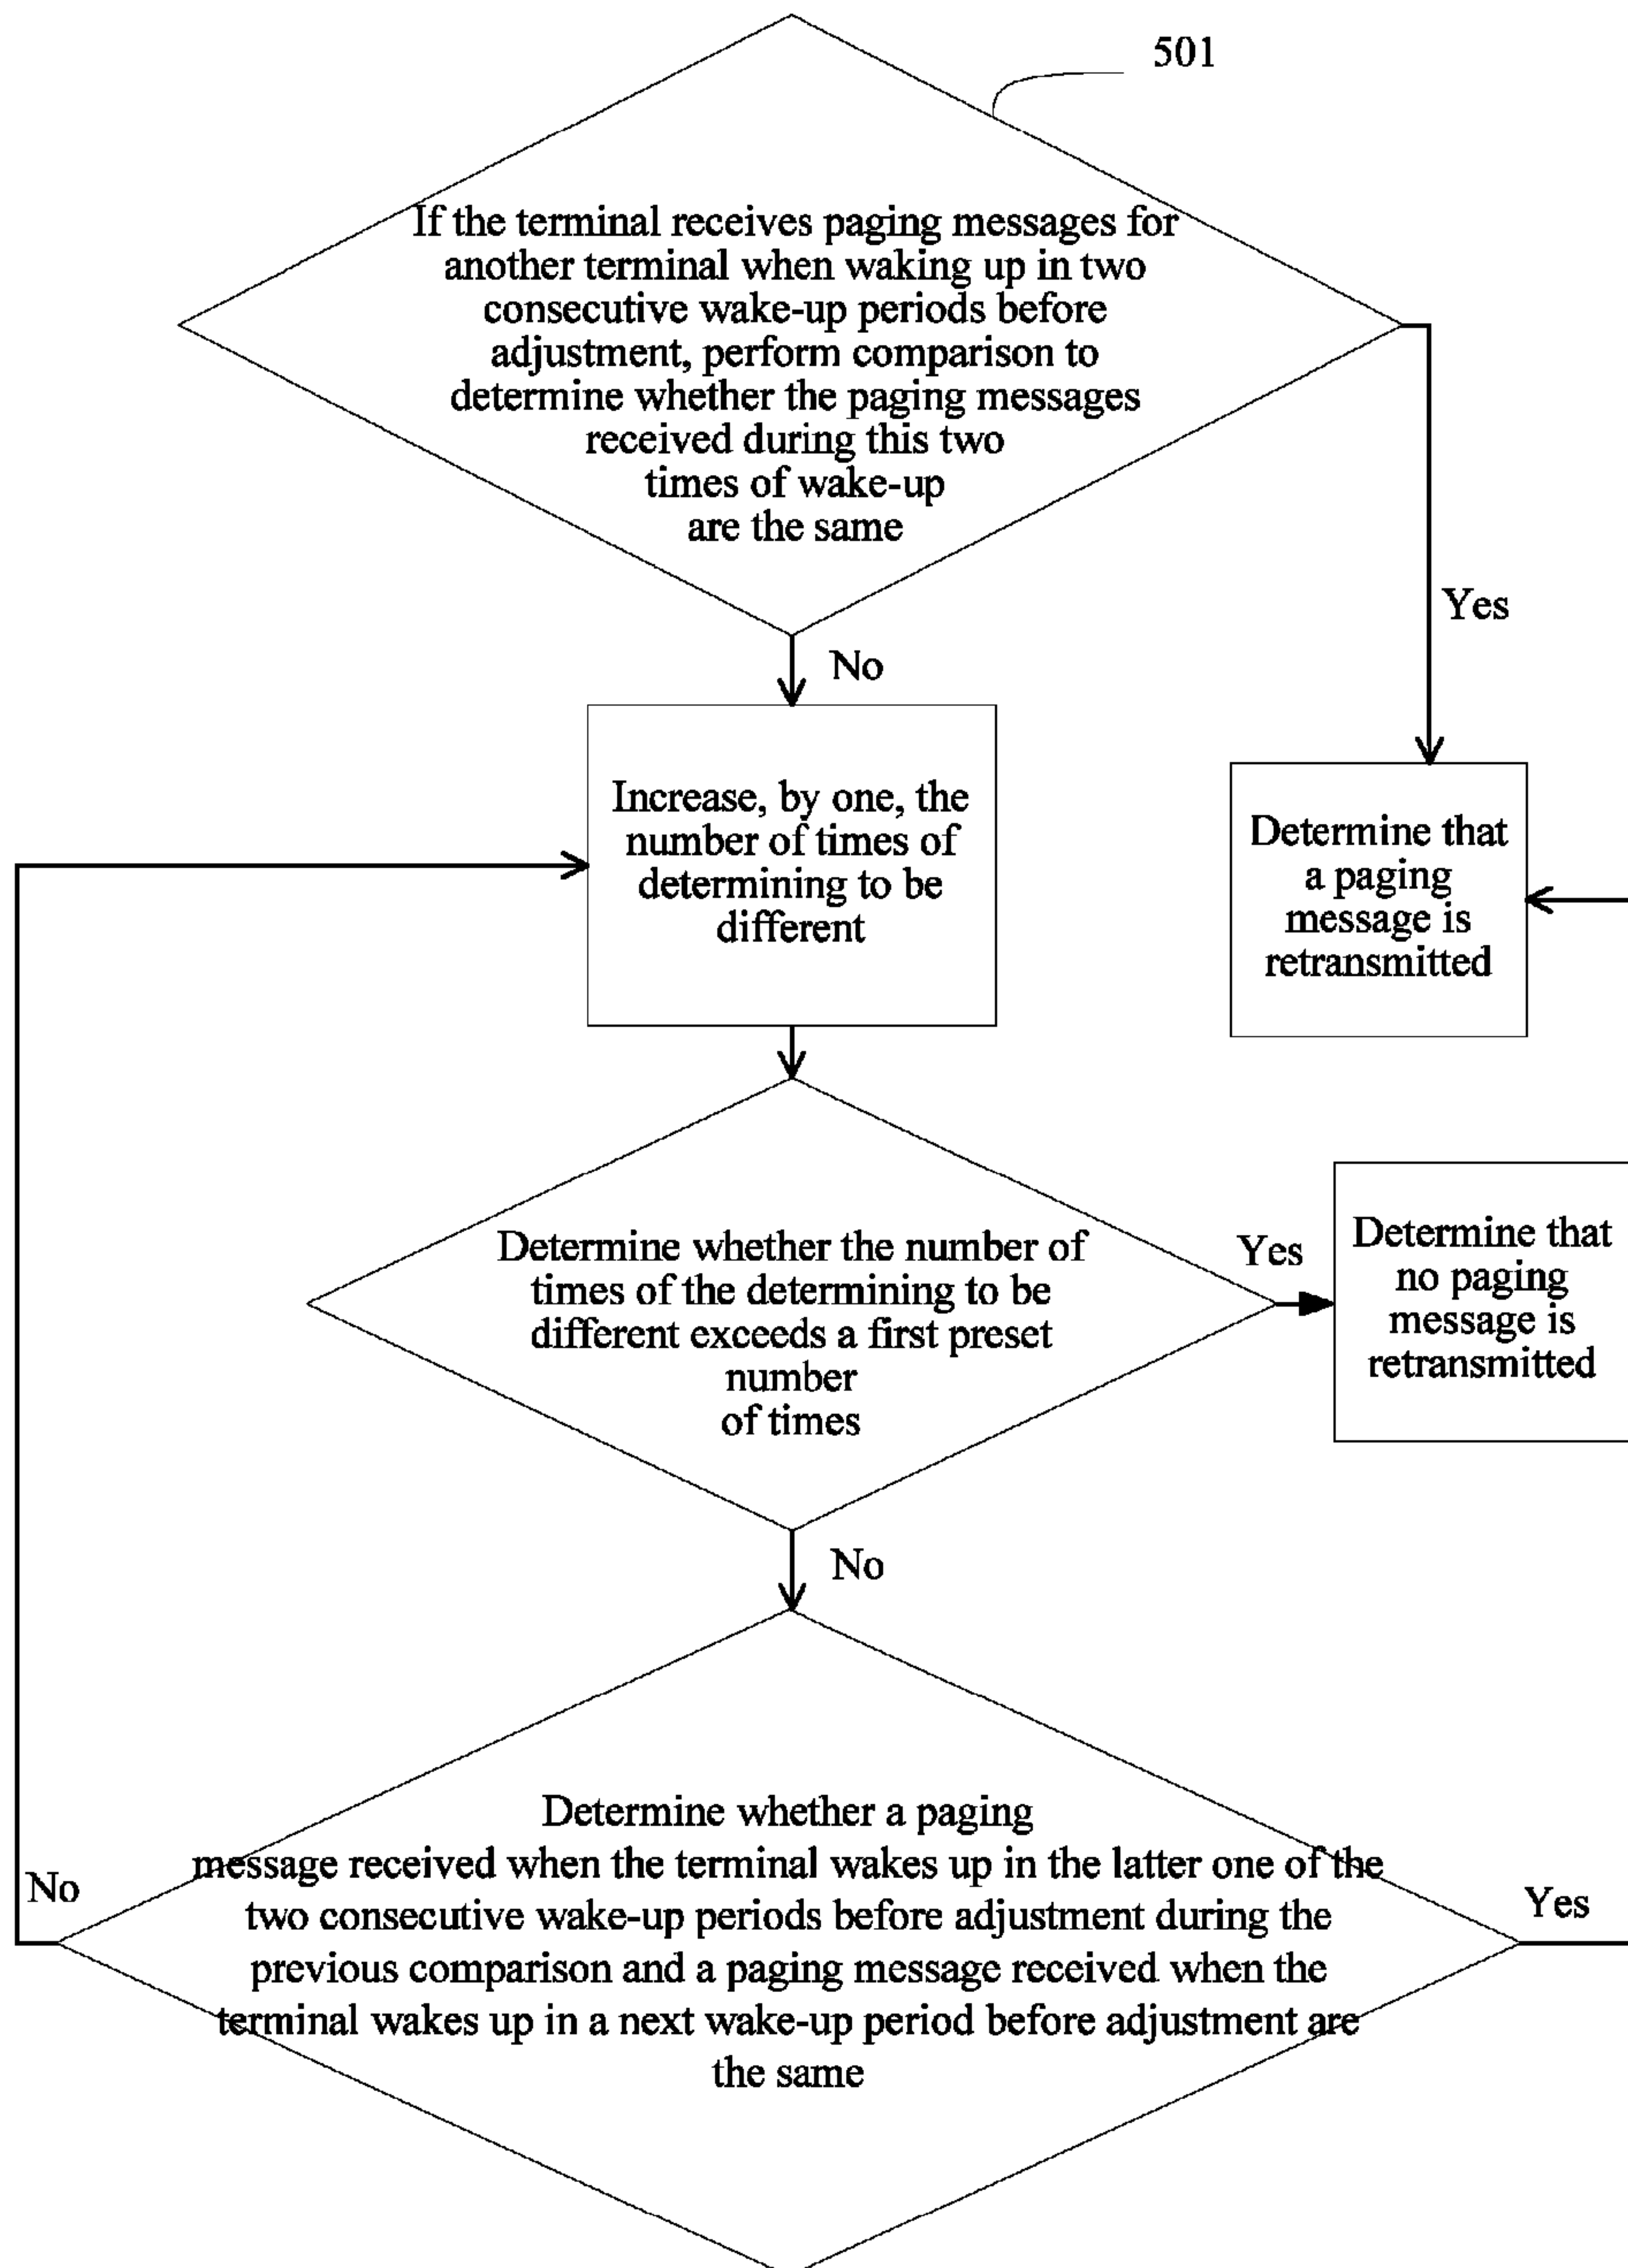 501
If the terminal receives paging messages for
another terminal when waking up in two
consecutive wake-up periods before
adjustment, perform comparison to
determine whether the paging messages
received during this two
times of wake-up
are the same
Yes
No
Increase, by one, the
number of times of
determining to be
different
Determine that
a paging
message is
retransmitted
Determine whether the number of
times of the determining to be
different exceeds a first preset
number
of times
Yes
Determine that
no paging
message is
retransmitted
No
Determine whether a paging
message received when the terminal wakes up in the latter one of the
two consecutive wake-up periods before adjustment during the
previous comparison and a paging message received when the
terminal wakes up in a next wake-up period before adjustment are
the same
No
Yes